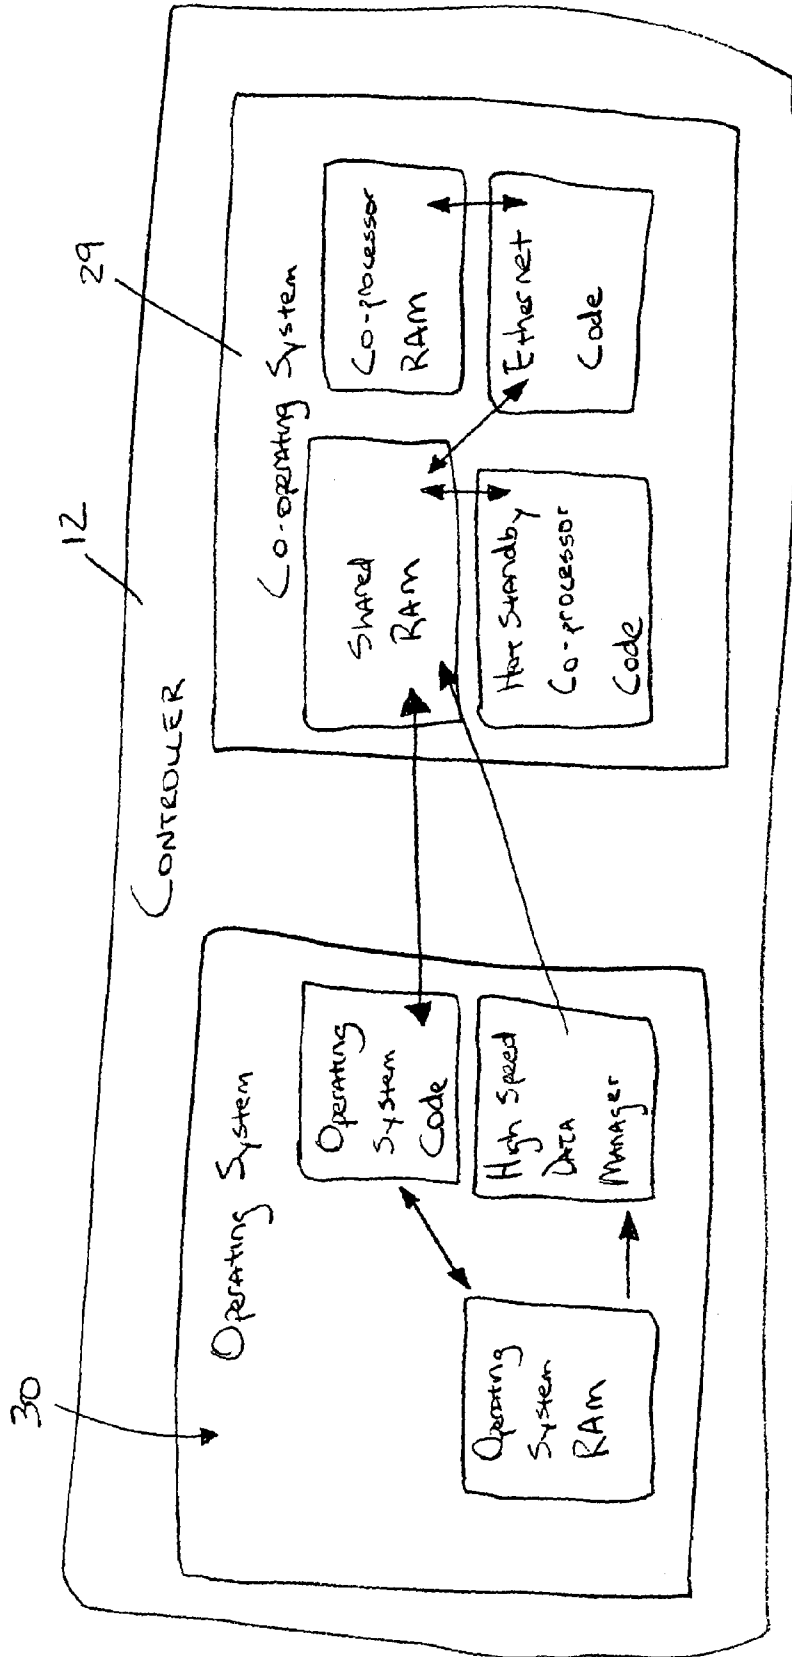 30
12
29
CONTROLLER
Operating System
Operating
System
Code
High Speed
DATA
MANAGER
Operating
System
RAM
Co-operating System
Shared
RAM
Co-processor
RAM
Hot Standby
Co-processor
Code
Ethernet
Code